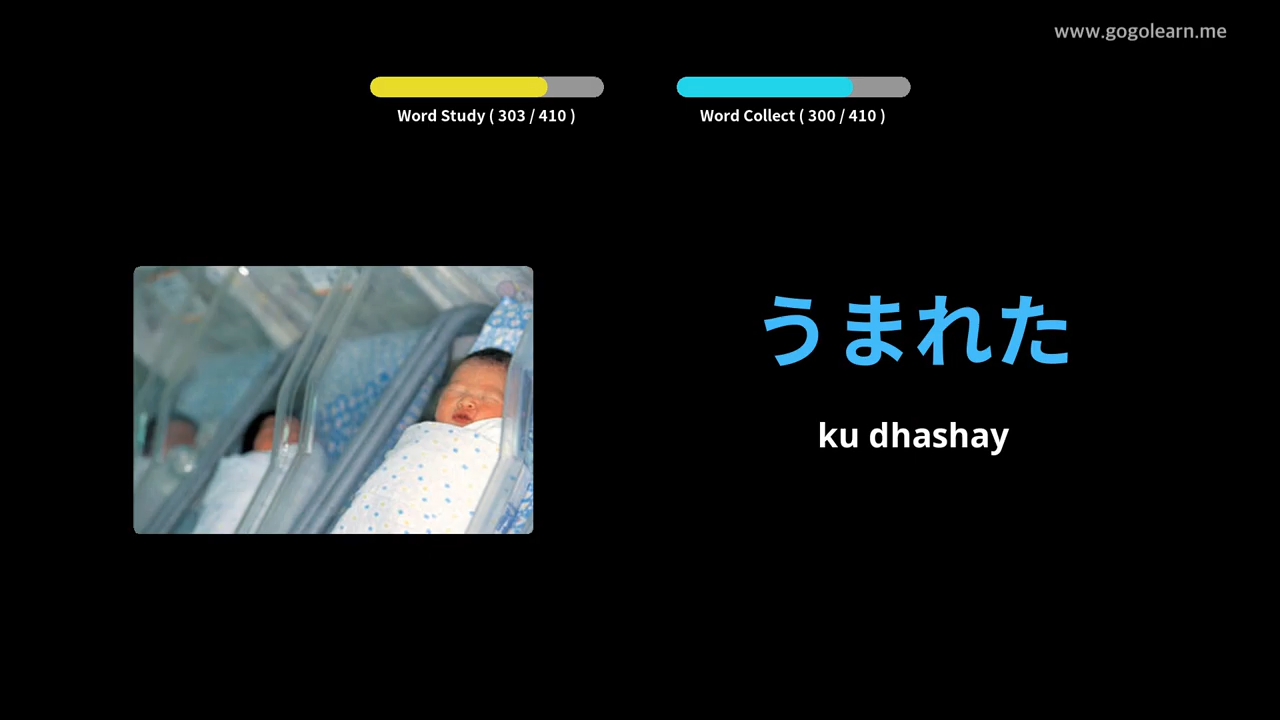 www.gogolearn.me
Word Study ( 303 / 410 )
Word Collect ( 300 / 410 )
うまれた
ku dhashay